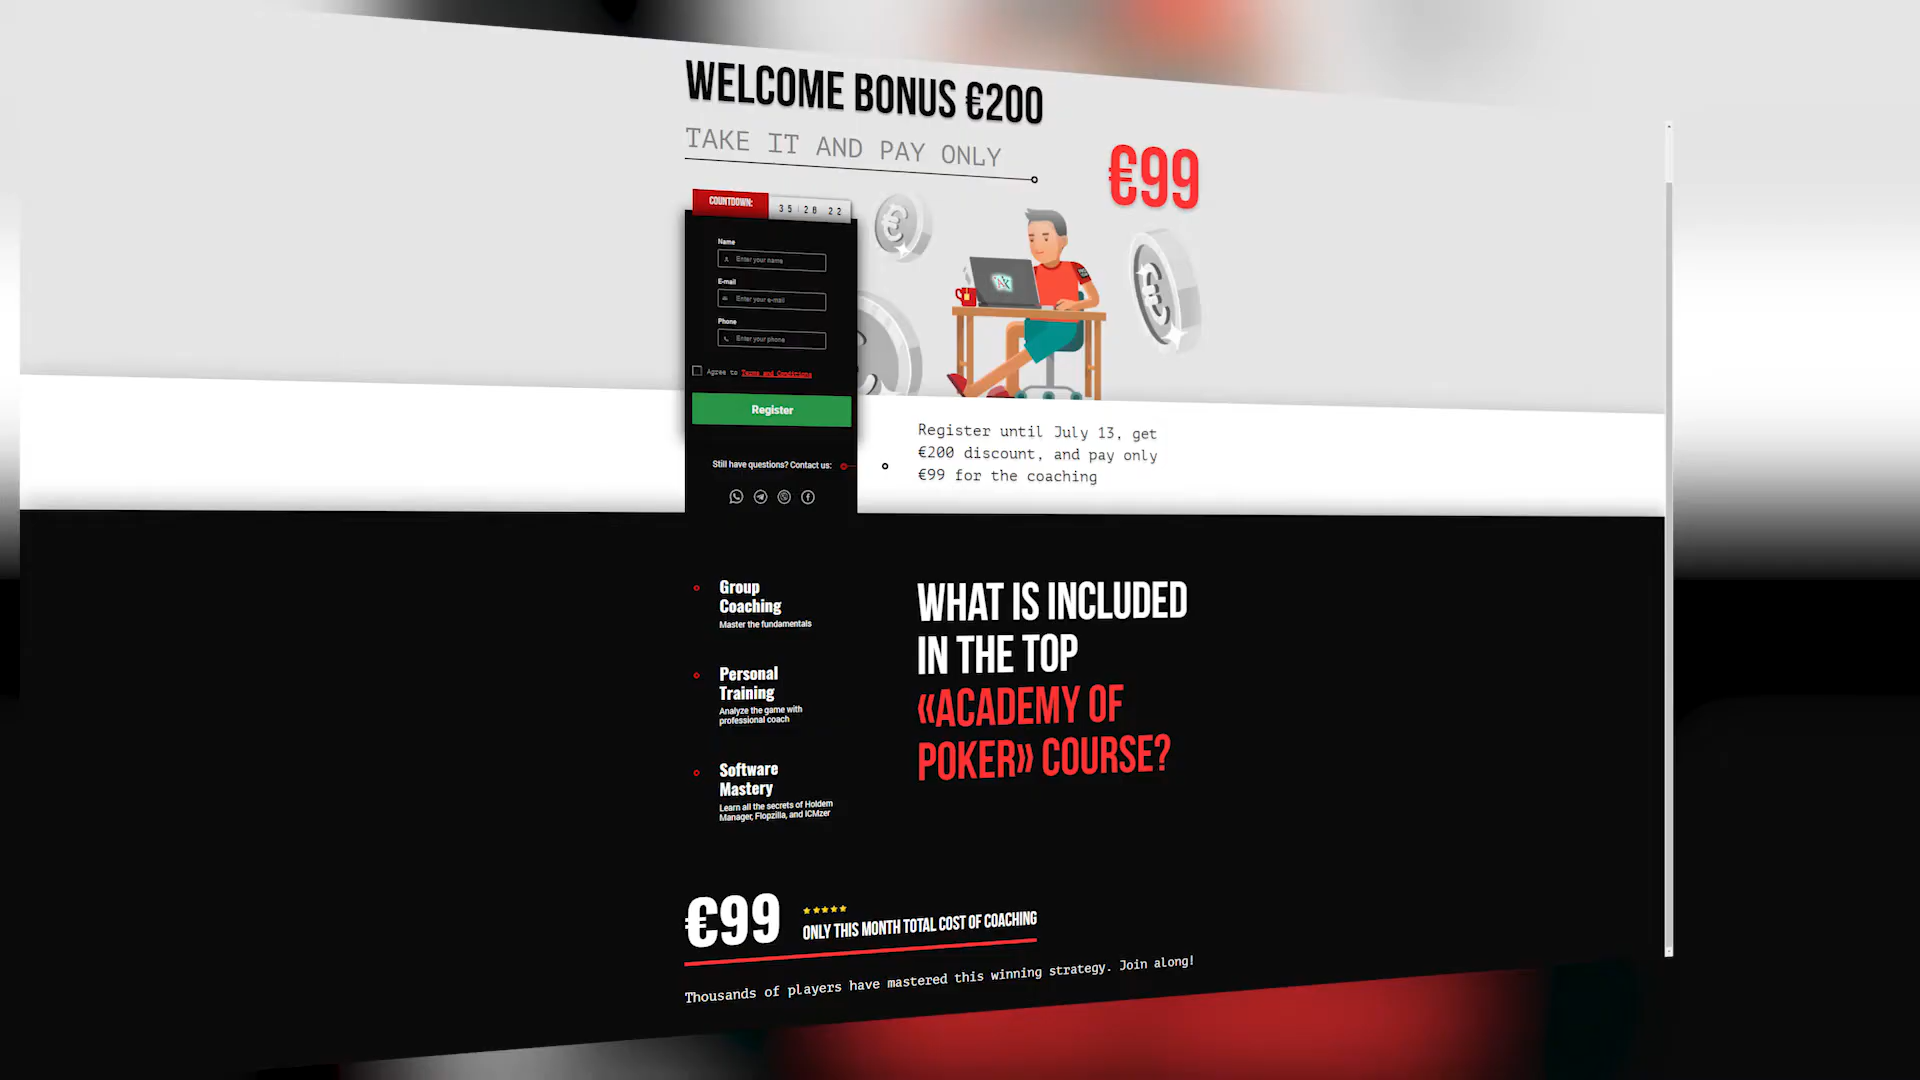 WELCOME BONUS €200
TAKE IT AND PAY ONLY
€99
COUNTDOWN:
35 28 22
Name
Enter your name
E-mail
Enter your e-mail
Phone
Enter your phone
Agree to Terms and Conditions
Register
Still have questions? Contact us:
Register until July 13, get
€200 discount, and pay only
€99 for the coaching
Group
Coaching
Master the fundamentals
Personal
Training
Analyze the game with
professional coach
Software
Mastery
Learn all the secrets of Holdem
Manager, Flopzilla, and ICMzer
WHAT IS INCLUDED
IN THE TOP
«ACADEMY OF
POKER» COURSE?
€99
ONLY THIS MONTH TOTAL COST OF COACHING
Thousands of players have mastered this winning strategy. Join along!